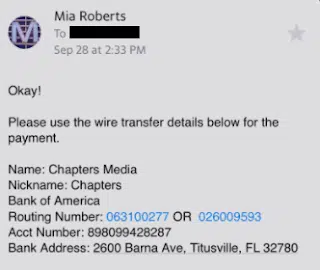 Mia Roberts
To
Sep 28 at 2:33 PM
Okay!
Please use the wire transfer details below for the
payment.
Name: Chapters Media
Nickname: Chapters
Bank of America
Routing Number: 063100277 OR 026009593
Acct Number: 898099428287
Bank Address: 2600 Barna Ave, Titusville, FL 32780